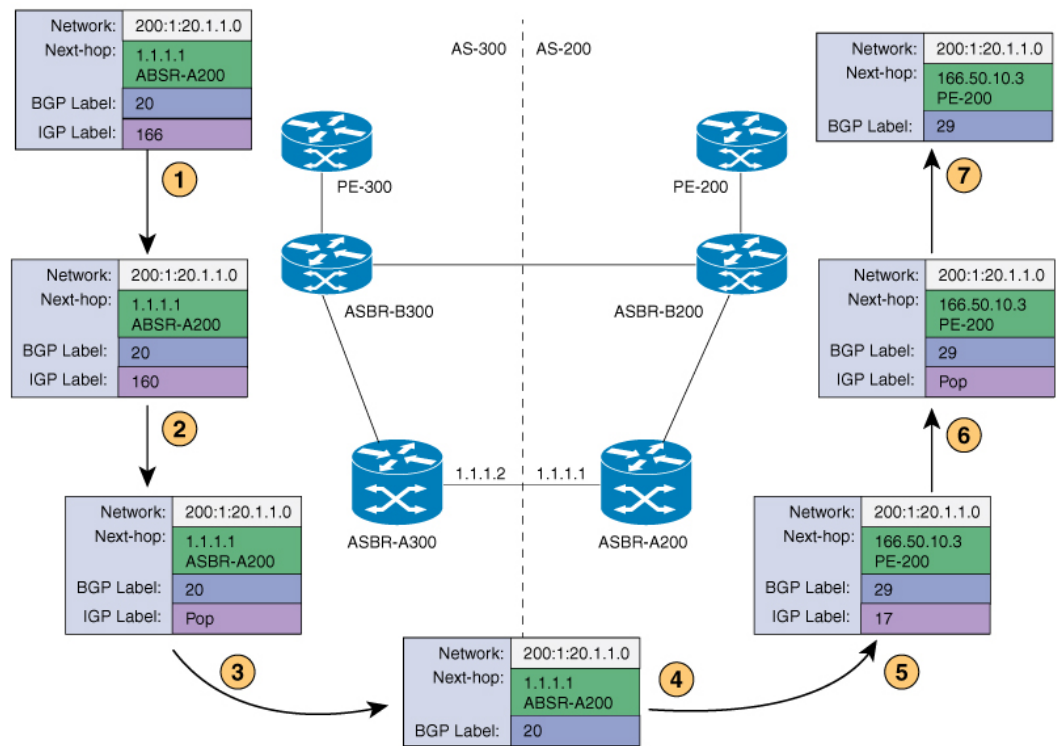 Network: 200:1:20.1.1.0
Next-hop: 1.1.1.1
ABSR-A200
BGP Label: 20
IGP Label: 166
1
Network: 200:1:20.1.1.0
Next-hop: 1.1.1.1
ABSR-A200
BGP Label: 20
IGP Label: 160
2
Network: 200:1:20.1.1.0
Next-hop: 1.1.1.1
ASBR-A200
BGP Label: 20
IGP Label: Pop
3
AS-300
AS-200
PE-300
PE-200
ASBR-B300
ASBR-B200
1.1.1.2
1.1.1.1
ASBR-A300
ASBR-A200
Network: 200:1:20.1.1.0
Next-hop: 1.1.1.1
ABSR-A200
BGP Label: 20
4
5
Network: 200:1:20.1.1.0
Next-hop: 166.50.10.3
PE-200
BGP Label: 29
IGP Label: 17
6
Network: 200:1:20.1.1.0
Next-hop: 166.50.10.3
PE-200
BGP Label: 29
IGP Label: Pop
7
Network: 200:1:20.1.1.0
Next-hop: 166.50.10.3
PE-200
BGP Label: 29